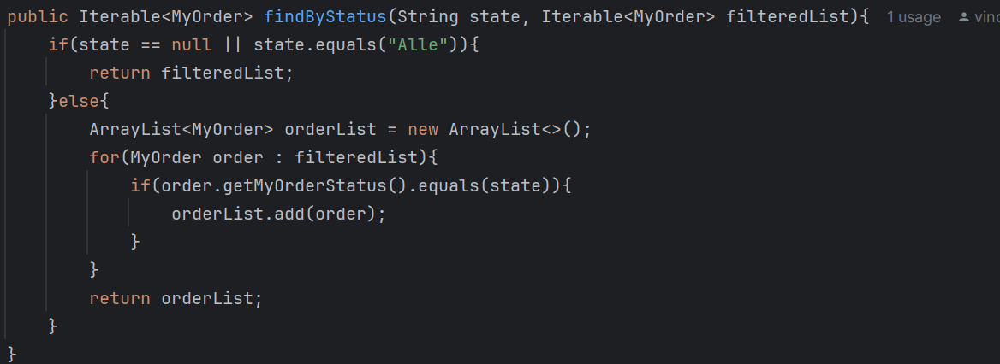 public Iterable<MyOrder> findByStatus(String state, Iterable<MyOrder> filteredList){ 1 usage
    if(state == null || state.equals("Alle")){
        return filteredList;
    }else{
        ArrayList<MyOrder> orderList = new ArrayList<>();
        for(MyOrder order : filteredList){
            if(order.getMyOrderStatus().equals(state)){
                orderList.add(order);
            }
        }
        return orderList;
    }
}